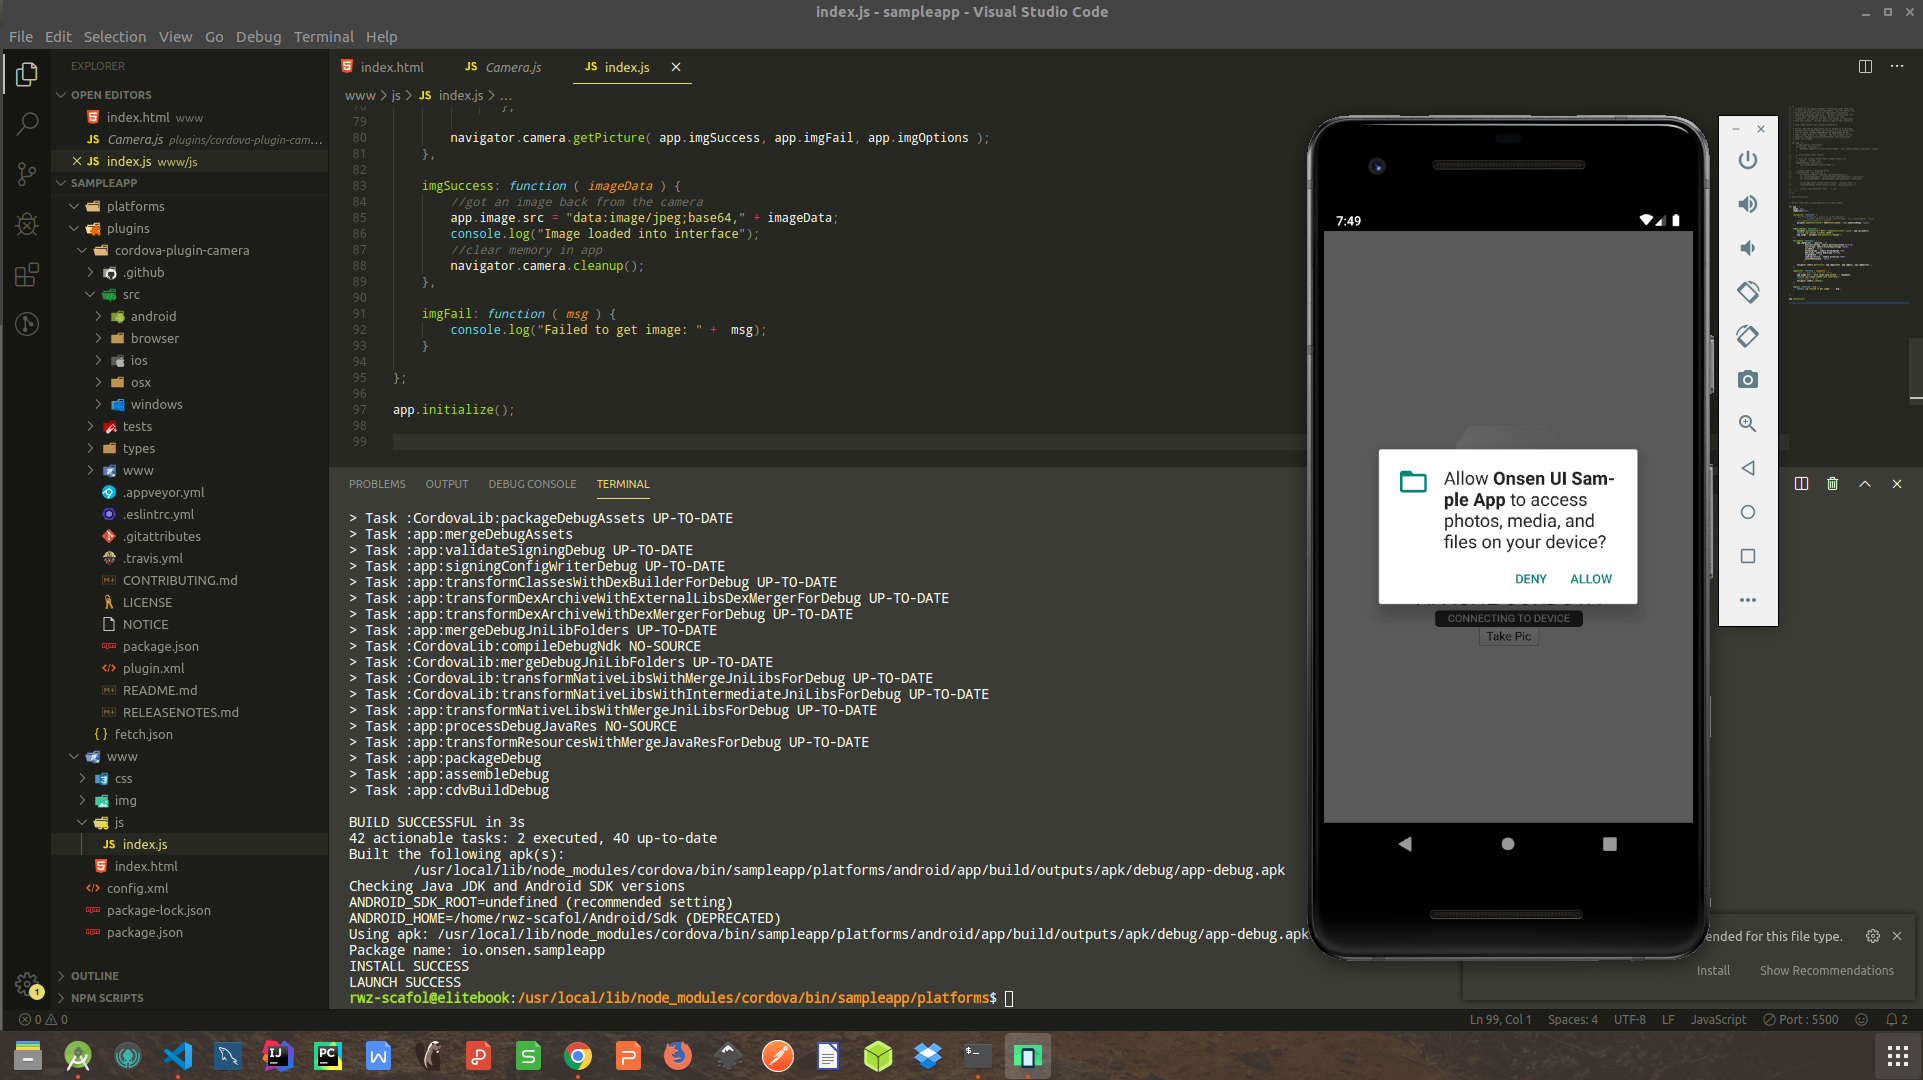 index.js - sampleapp - Visual Studio Code
File Edit Selection View Go Debug Terminal Help
EXPLORER
OPEN EDITORS
index.html www
Camera.js plugins/cordova-plugin-cam...
index.js www/js
SAMPLEAPP
platforms
plugins
cordova-plugin-camera
.github
src
android
browser
ios
osx
windows
tests
types
www
.appveyor.yml
.eslintrc.yml
.gitattributes
.travis.yml
CONTRIBUTING.md
LICENSE
NOTICE
package.json
plugin.xml
README.md
RELEASENOTES.md
fetch.json
www
css
img
js
index.js
index.html
config.xml
package-lock.json
package.json
OUTLINE
NPM SCRIPTS
index.html Camera.js index.js
www > js > JS index.js > ...
79
80 navigator.camera.getPicture( app.imgSuccess, app.imgFail, app.imgOptions );
81 },
82
83 imgSuccess: function ( imageData ) {
84 //got an image back from the camera
85 app.image.src = "data:image/jpeg;base64," + imageData;
86 console.log("Image loaded into interface");
87 //clear memory in app
88 navigator.camera.cleanup();
89 },
90
91 imgFail: function ( msg ) {
92 console.log("Failed to get image: " + msg);
93 }
94
95 };
96
97 app.initialize();
98
99
PROBLEMS OUTPUT DEBUG CONSOLE TERMINAL
> Task :CordovaLib:packageDebugAssets UP-TO-DATE
> Task :app:mergeDebugAssets
> Task :app:validateSigningDebug UP-TO-DATE
> Task :app:signingConfigWriterDebug UP-TO-DATE
> Task :app:transformClassesWithDexBuilderForDebug UP-TO-DATE
> Task :app:transformDexArchiveWithExternalLibsDexMergerForDebug UP-TO-DATE
> Task :app:transformDexArchiveWithDexMergerForDebug UP-TO-DATE
> Task :app:mergeDebugJniLibFolders UP-TO-DATE
> Task :CordovaLib:compileDebugNdk NO-SOURCE
> Task :CordovaLib:mergeDebugJniLibFolders UP-TO-DATE
> Task :CordovaLib:transformNativeLibsWithMergeJniLibsForDebug UP-TO-DATE
> Task :CordovaLib:transformNativeLibsWithIntermediateJniLibsForDebug UP-TO-DATE
> Task :app:transformNativeLibsWithMergeJniLibsForDebug UP-TO-DATE
> Task :app:processDebugJavaRes NO-SOURCE
> Task :app:transformResourcesWithMergeJavaResForDebug UP-TO-DATE
> Task :app:packageDebug
> Task :app:assembleDebug
> Task :app:cdvBuildDebug
BUILD SUCCESSFUL in 3s
42 actionable tasks: 2 executed, 40 up-to-date
Built the following apk(s):
/usr/local/lib/node_modules/cordova/bin/sampleapp/platforms/android/app/build/outputs/apk/debug/app-debug.apk
Checking Java JDK and Android SDK versions
ANDROID_SDK_ROOT=undefined (recommended setting)
ANDROID_HOME=/home/rwz-scafol/Android/Sdk (DEPRECATED)
Using apk: /usr/local/lib/node_modules/cordova/bin/sampleapp/platforms/android/app/build/outputs/apk/debug/app-debug.apk
Package name: io.onsen.sampleapp
INSTALL SUCCESS
LAUNCH SUCCESS
rwz-scafol@elitebook:/usr/local/lib/node_modules/cordova/bin/sampleapp/platforms$
7:49
Allow Onsen UI Sam-
ple App to access
photos, media, and
files on your device?
DENY ALLOW
CONNECTING TO DEVICE
Take Pic
ended for this file type.
Install Show Recommendations
1
0 0
Ln 99, Col 1 Spaces: 4 UTF-8 LF JavaScript Port : 5500 2